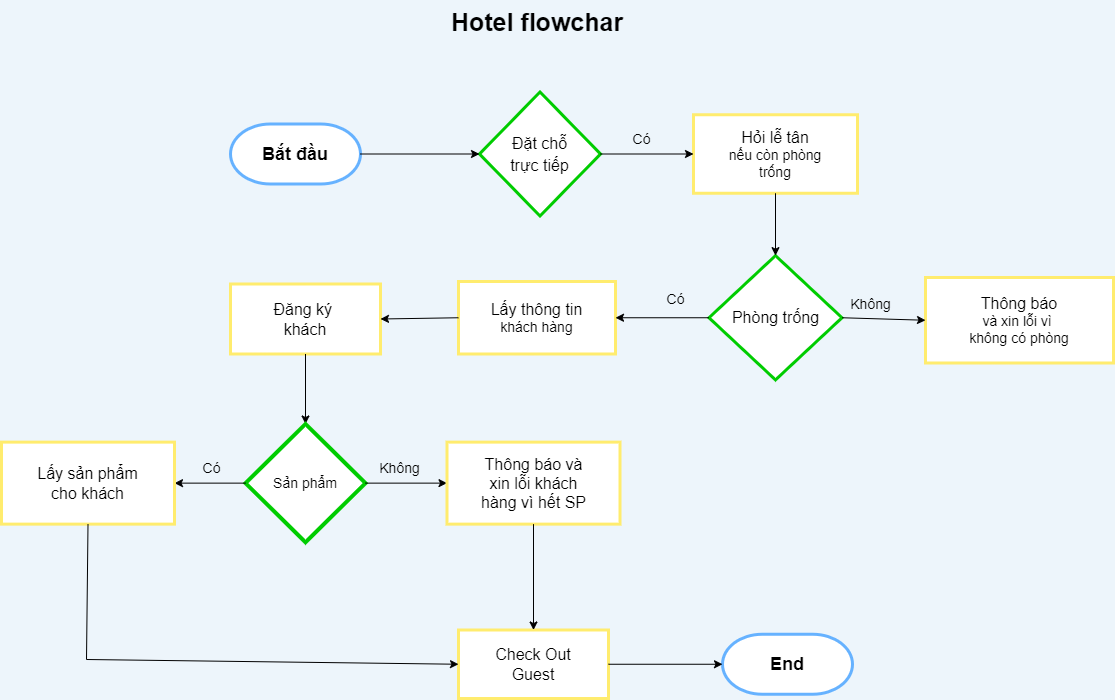 Hotel flowchar
Bắt đầu
Đặt chỗ
trực tiếp
Có
Hỏi lễ tân
nếu còn phòng
trống
Phòng trống
Không
Thông báo
và xin lỗi vì
không có phòng
Có
Lấy thông tin
khách hàng
Đăng ký
khách
Sản phẩm
Có
Lấy sản phẩm
cho khách
Không
Thông báo và
xin lỗi khách
hàng vì hết SP
Check Out
Guest
End